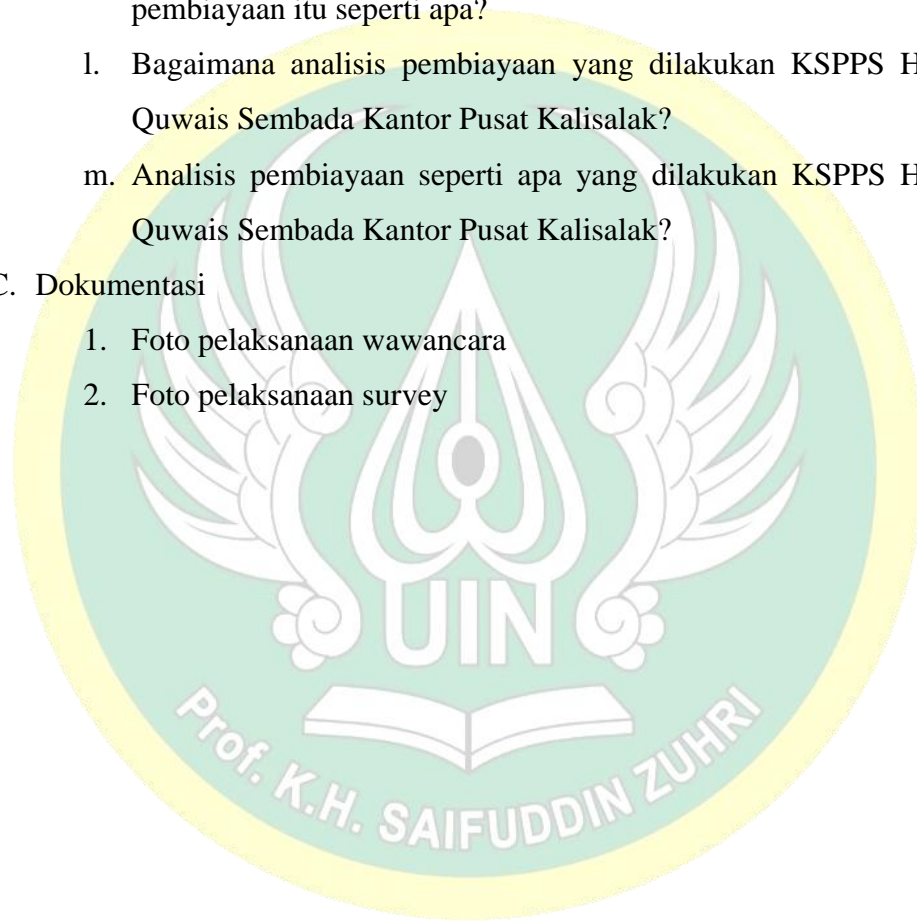 pembiayaan itu seperti apa?
l. Bagaimana analisis pembiayaan yang dilakukan KSPPS H
Quwais Sembada Kantor Pusat Kalisalak?
m. Analisis pembiayaan seperti apa yang dilakukan KSPPS H
Quwais Sembada Kantor Pusat Kalisalak?
C. Dokumentasi
1. Foto pelaksanaan wawancara
2. Foto pelaksanaan survey
UIN
Prof. K.H. SAIFUDDIN ZUHRI